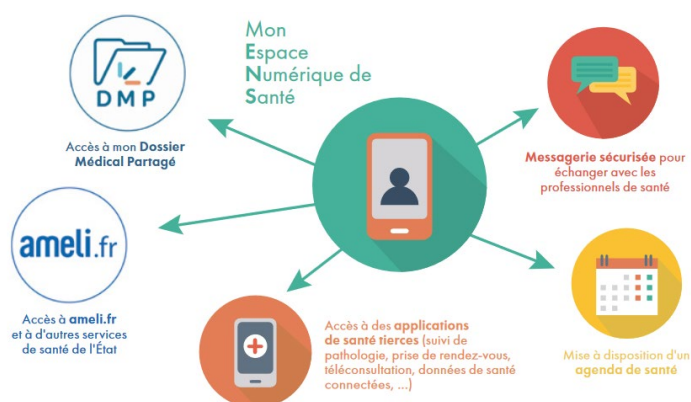 Mon
Espace
Numérique de
Santé
DMP
Accès à mon Dossier
Médical Partagé
ameli.fr
Accès à ameli.fr
et à d'autres services
de santé de l'État
Accès à des applications
de santé tierces (suivi de
pathologie, prise de rendez-vous,
téléconsultation, données de santé
connectées, ...)
Messagerie sécurisée pour
échanger avec les
professionnels de santé
Mise à disposition d'un
agenda de santé